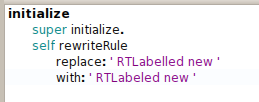 initialize
super initialize.
self rewriteRule
replace: ' RTLabelled new '
with: ' RTLabeled new '